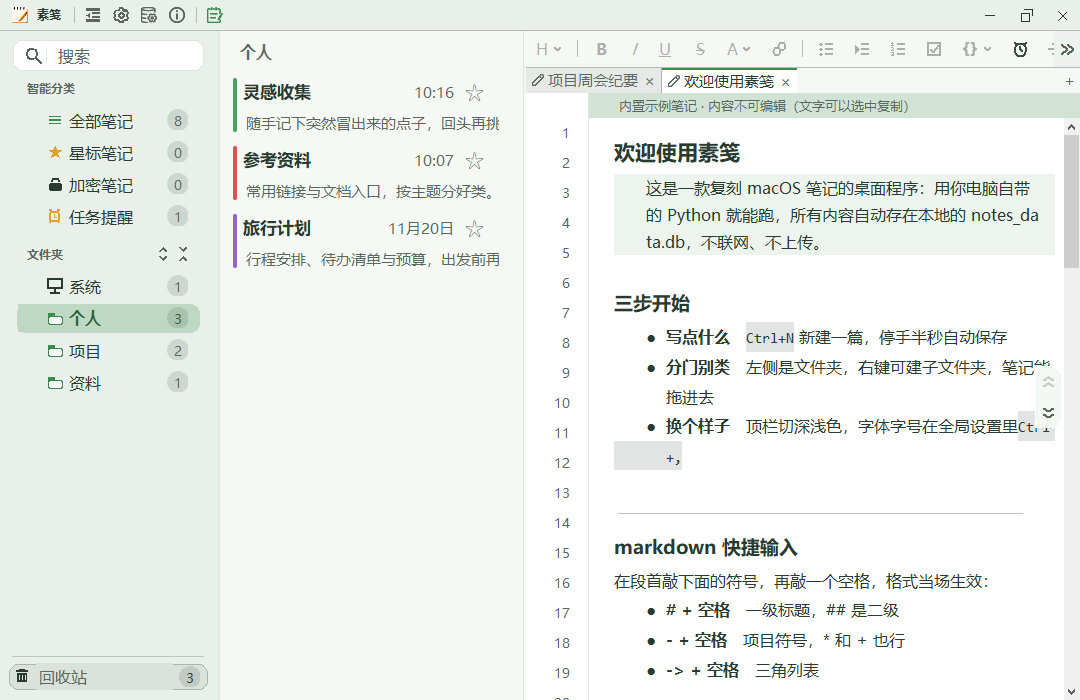 素笺
搜索
智能分类
全部笔记 8
星标笔记 0
加密笔记 0
任务提醒 1
文件夹
系统 1
个人 3
项目 2
资料 1
回收站 3
个人
灵感收集 10:16
随手记下突然冒出来的点子，回头再挑
参考资料 10:07
常用链接与文档入口，按主题分好类。
旅行计划 11月20日
行程安排、待办清单与预算，出发前再
H B I U S A {}
项目周会纪要 × 欢迎使用素笺 × +
内置示例笔记 · 内容不可编辑（文字可以选中复制）
1
2
3
4
5
6
7
8
9
10
11
12
13
14
15
16
17
18
19
欢迎使用素笺
这是一款复刻 macOS 笔记的桌面程序：用你电脑自带
的 Python 就能跑，所有内容自动存在本地的 notes_da
ta.db，不联网、不上传。
三步开始
• 写点什么 Ctrl+N 新建一篇，停手半秒自动保存
• 分门别类 左侧是文件夹，右键可建子文件夹，笔记能
拖进去
• 换个样子 顶栏切深浅色，字体字号在全局设置里Ctrl
+,
markdown 快捷输入
在段首敲下面的符号，再敲一个空格，格式当场生效：
• # + 空格 一级标题，## 是二级
• - + 空格 项目符号，* 和 + 也行
• -> + 空格 三角列表